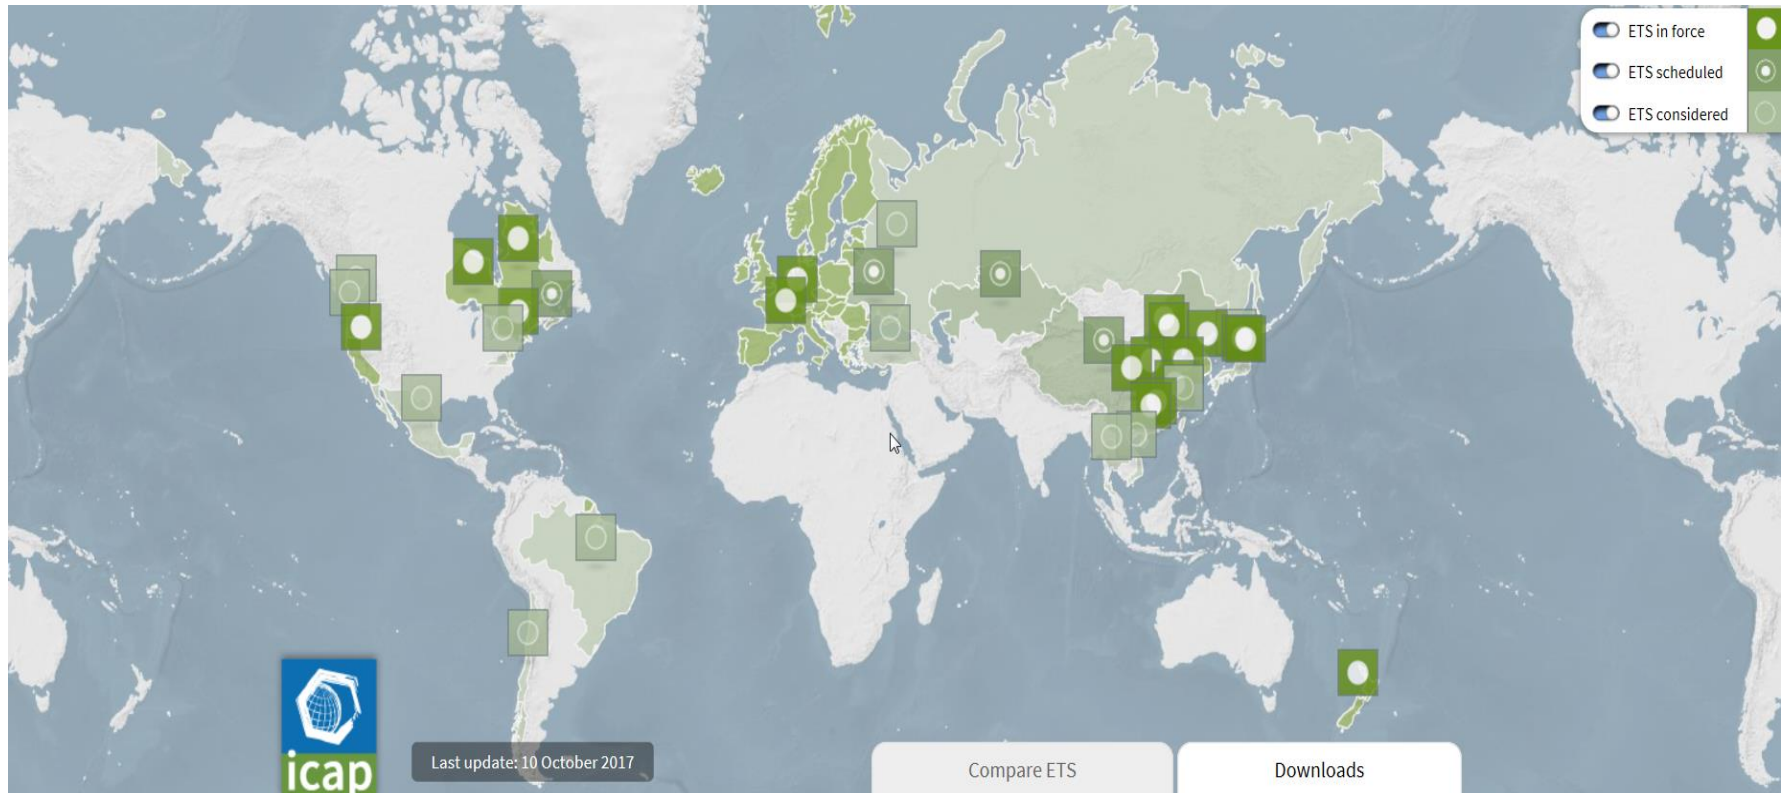 ETS in force
ETS scheduled
ETS considered
icap
Last update: 10 October 2017
Compare ETS
Downloads